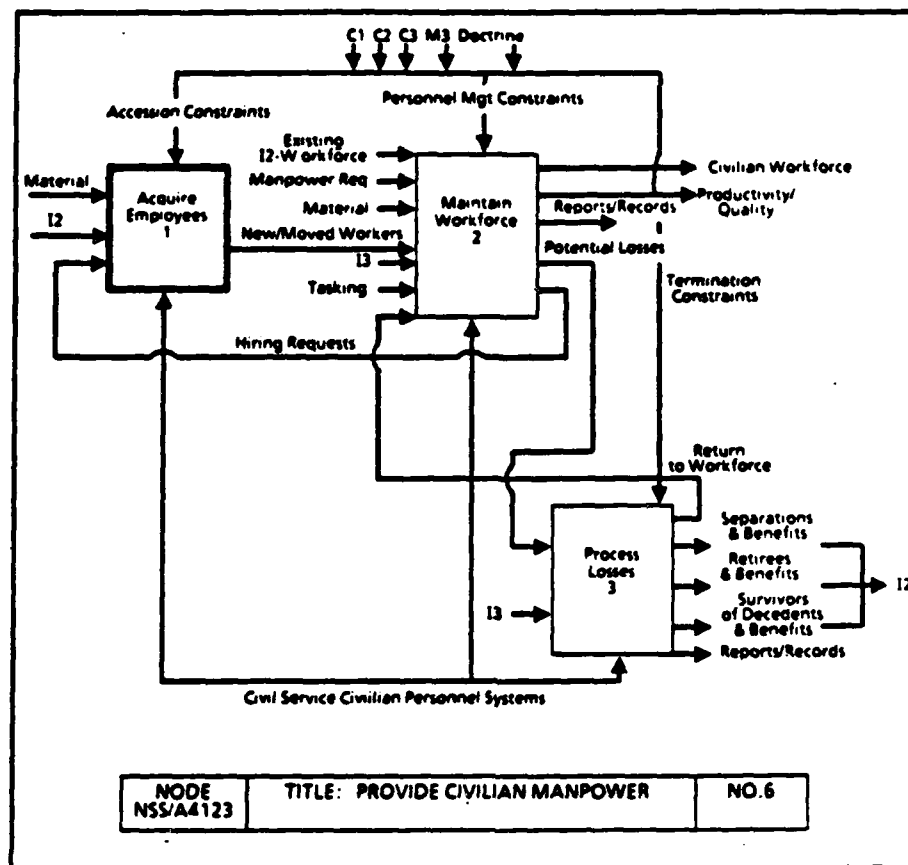 C1 C2 C3 M3 Doctrine
Accession Constraints
Personnel Mgt Constraints
Existing
I2-Workforce
Manpower Req
Material
New/Moved Workers
I3
Tasking
Material
I2
Acquire
Employees
1
Maintain
Workforce
2
Civilian Workforce
Productivity/
Quality
Reports/Records
Potential Losses
Termination
Constraints
Hiring Requests
Return
to Workforce
Process
Losses
3
I3
Separations
& Benefits
Retirees
& Benefits
Survivors
of Decedents
& Benefits
I2
Reports/Records
Civil Service Civilian Personnel Systems
NODE
NSS/A4123
TITLE: PROVIDE CIVILIAN MANPOWER
NO.6